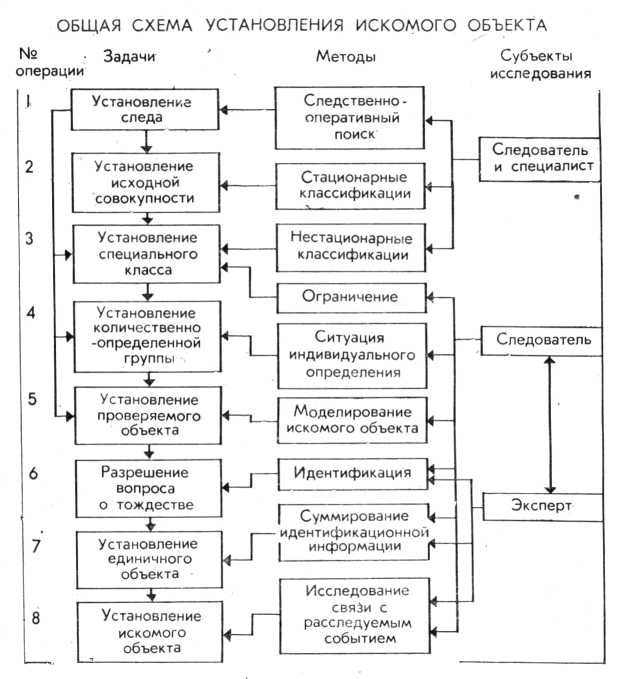 ОБЩАЯ СХЕМА УСТАНОВЛЕНИЯ ИСКОМОГО ОБЪЕКТА
№
операции
Задачи
Методы
Субъекты
исследования
1
Установление
следа
Следственно-
оперативный
поиск
Следователь
и специалист
2
Установление
исходной
совокупности
Стационарные
классификации
3
Установление
специального
класса
Нестационарные
классификации
Ограничение
4
Установление
количественно
-определенной
группы
Ситуация
индивидуального
определения
Следователь
5
Установление
проверяемого
объекта
Моделирование
искомого объекта
6
Разрешение
вопроса
о тождестве
Идентификация
Эксперт
7
Установление
единичного
объекта
Суммирование
идентификационной
информации
8
Установление
искомого
объекта
Исследование
связи с
расследуемым
событием